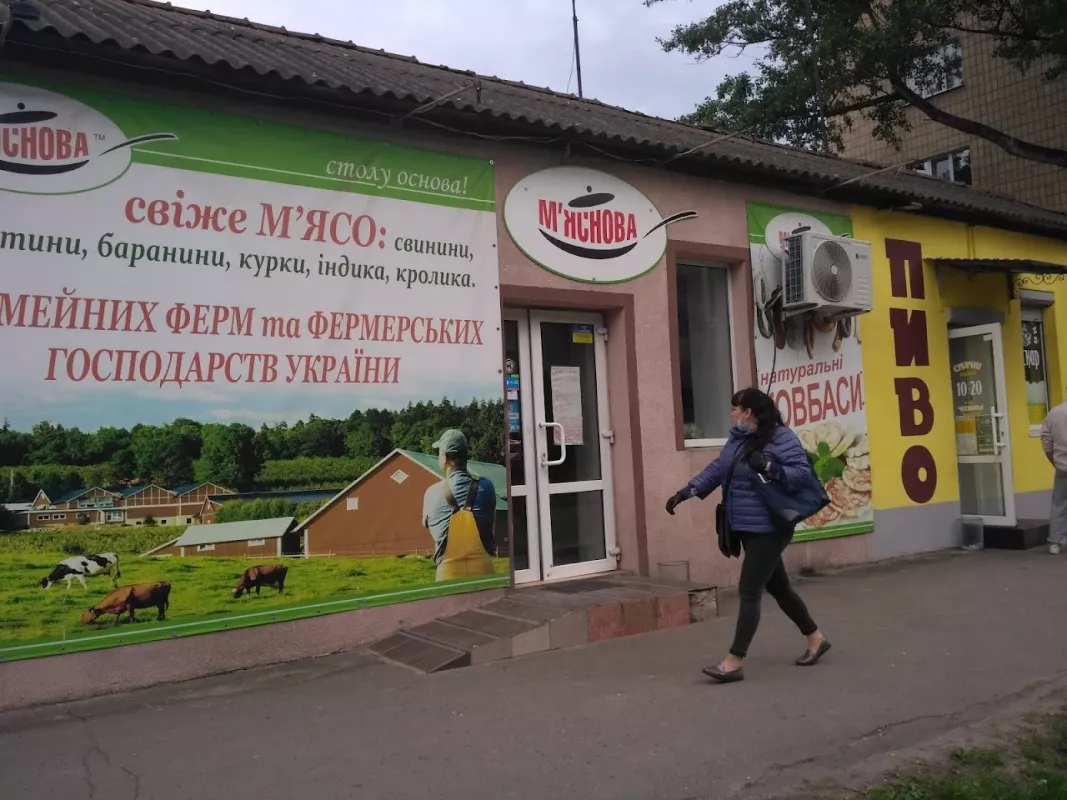 М'ЯСНОВА ™
столу основа!
свіже М'ЯСО: свинини,
тини, баранини, курки, індика, кролика.
МЕЙНИХ ФЕРМ та ФЕРМЕРСЬКИХ
ГОСПОДАРСТВ УКРАЇНИ
М'ЯСНОВА
натуральні
КОВБАСИ
ПИВО
10-20